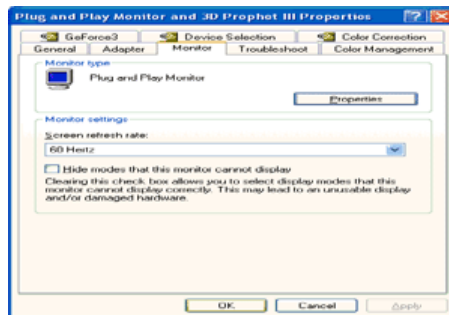 Plug and Play Monitor and 3D Prophet III Properties
GeForce3 Device Selection Color Correction
General Adapter Monitor Troubleshoot Color Management
Monitor type
Plug and Play Monitor
Properties
Monitor settings
Screen refresh rate:
60 Hertz
Hide modes that this monitor cannot display
Clearing this check box allows you to select display modes that this
monitor cannot display correctly. This may lead to an unusable display
and/or damaged hardware.
OK Cancel Apply